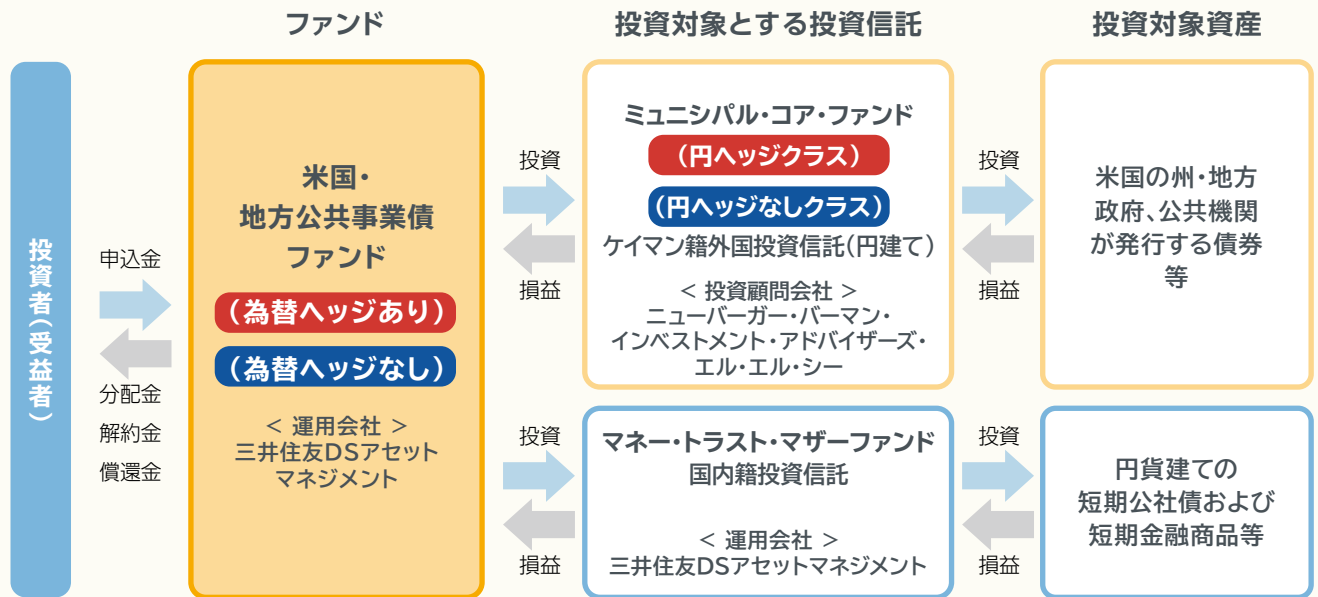 ファンド
投資対象とする投資信託
投資対象資産
投資者(受益者)
申込金
分配金
解約金
償還金
米国・
地方公共事業債
ファンド
(為替ヘッジあり)
(為替ヘッジなし)
< 運用会社 >
三井住友DSアセット
マネジメント
投資
損益
ミュニシパル・コア・ファンド
(円ヘッジクラス)
(円ヘッジなしクラス)
ケイマン籍外国投資信託(円建て)
< 投資顧問会社 >
ニューバーガー・バーマン・
インベストメント・アドバイザーズ・
エル・エル・シー
投資
損益
米国の州・地方
政府、公共機関
が発行する債券
等
投資
損益
マネー・トラスト・マザーファンド
国内籍投資信託
< 運用会社 >
三井住友DSアセットマネジメント
投資
損益
円貨建ての
短期公社債および
短期金融商品等